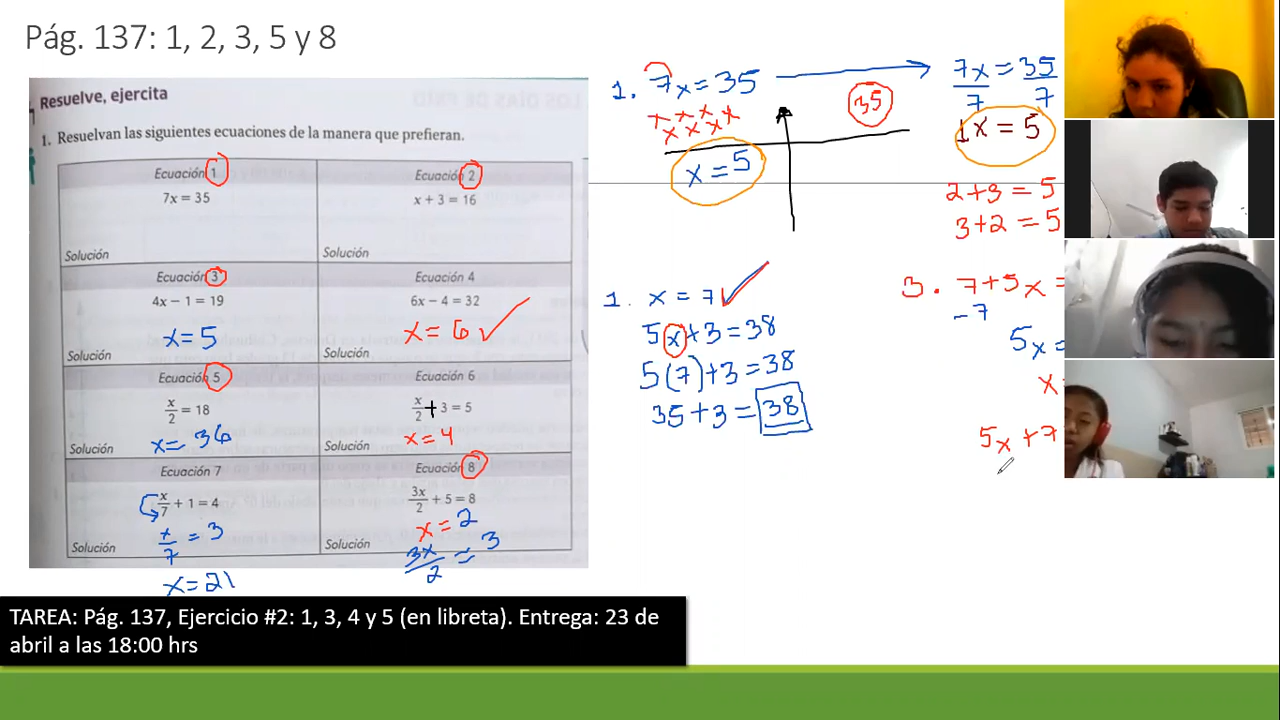 Pág. 137: 1, 2, 3, 5 y 8
Resuelve, ejercita
1. Resuelvan las siguientes ecuaciones de la manera que prefieran.
Ecuación 1
7x = 35
Solución
Ecuación 2
x + 3 = 16
Solución
Ecuación 3
4x − 1 = 19
x = 5
Solución
Ecuación 4
6x − 4 = 32
x = 6
Solución
Ecuación 5
x/2 = 18
x = 36
Solución
Ecuación 6
x/2 + 3 = 5
x = 4
Solución
Ecuación 7
x/7 + 1 = 4
x/7 = 3
Solución
x = 21
Ecuación 8
3x/2 + 5 = 8
x = 2
Solución
3x/2 = 3
1. 7x = 35
x x x x
x x x x
35
x = 5
7x = 35
7 7
1x = 5
2 + 3 = 5
3 + 2 = 5
1. x = 7
5x + 3 = 38
5(7) + 3 = 38
35 + 3 = 38
3. 7 + 5x =
−7
5x =
x
5x + 7
TAREA: Pág. 137, Ejercicio #2: 1, 3, 4 y 5 (en libreta). Entrega: 23 de
abril a las 18:00 hrs